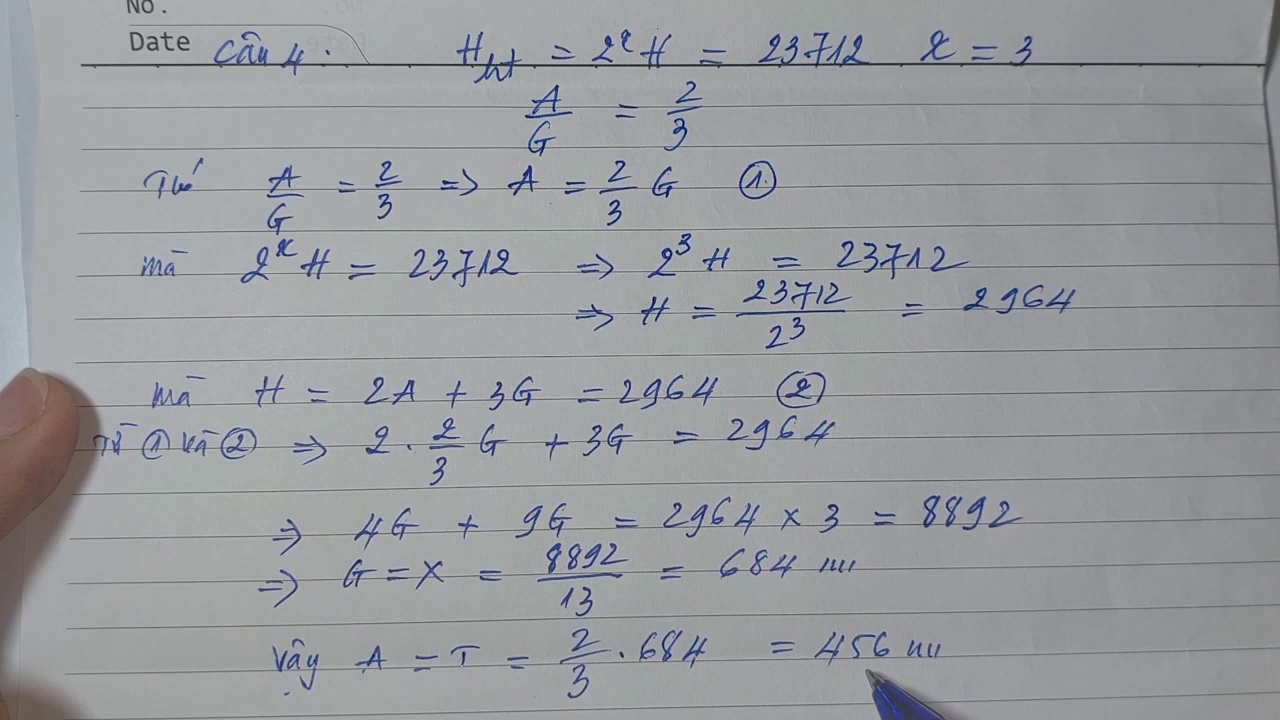 No.
Date Câu 4: H_ht = 2^x H = 23712 x = 3
A/G = 2/3
Từ A/G = 2/3 => A = 2/3 G ①
mà 2^x H = 23712 => 2^3 H = 23712
=> H = 23712/2^3 = 2964
mà H = 2A + 3G = 2964 ②
Từ ① và ② => 2 . 2/3 G + 3G = 2964
=> 4G + 9G = 2964 x 3 = 8892
=> G = X = 8892/13 = 684 nu
Vậy A = T = 2/3 . 684 = 456 nu